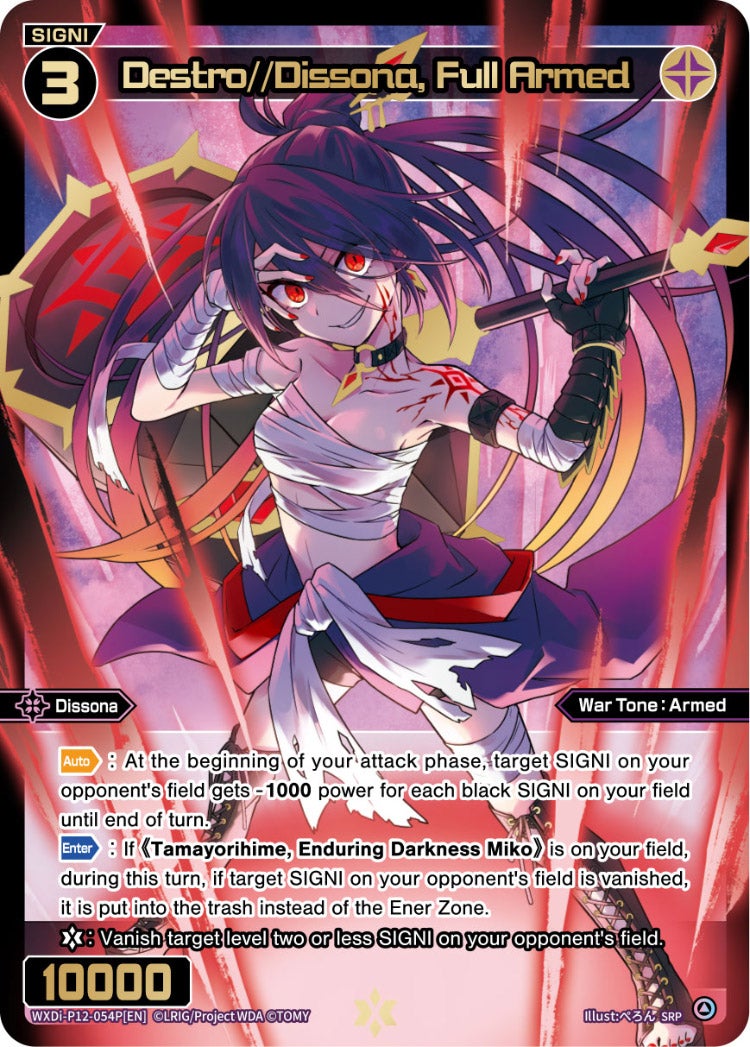 SIGNI
3 Destro//Dissona, Full Armed
Dissona
War Tone：Armed
Auto：At the beginning of your attack phase, target SIGNI on your
opponent's field gets -1000 power for each black SIGNI on your field
until end of turn.
Enter：If《Tamayorihime, Enduring Darkness Miko》is on your field,
during this turn, if target SIGNI on your opponent's field is vanished,
it is put into the trash instead of the Ener Zone.
：Vanish target level two or less SIGNI on your opponent's field.
10000
WXDi-P12-054P[EN] ©LRIG/Project WDA ©TOMY
Illust:ぺろん SRP